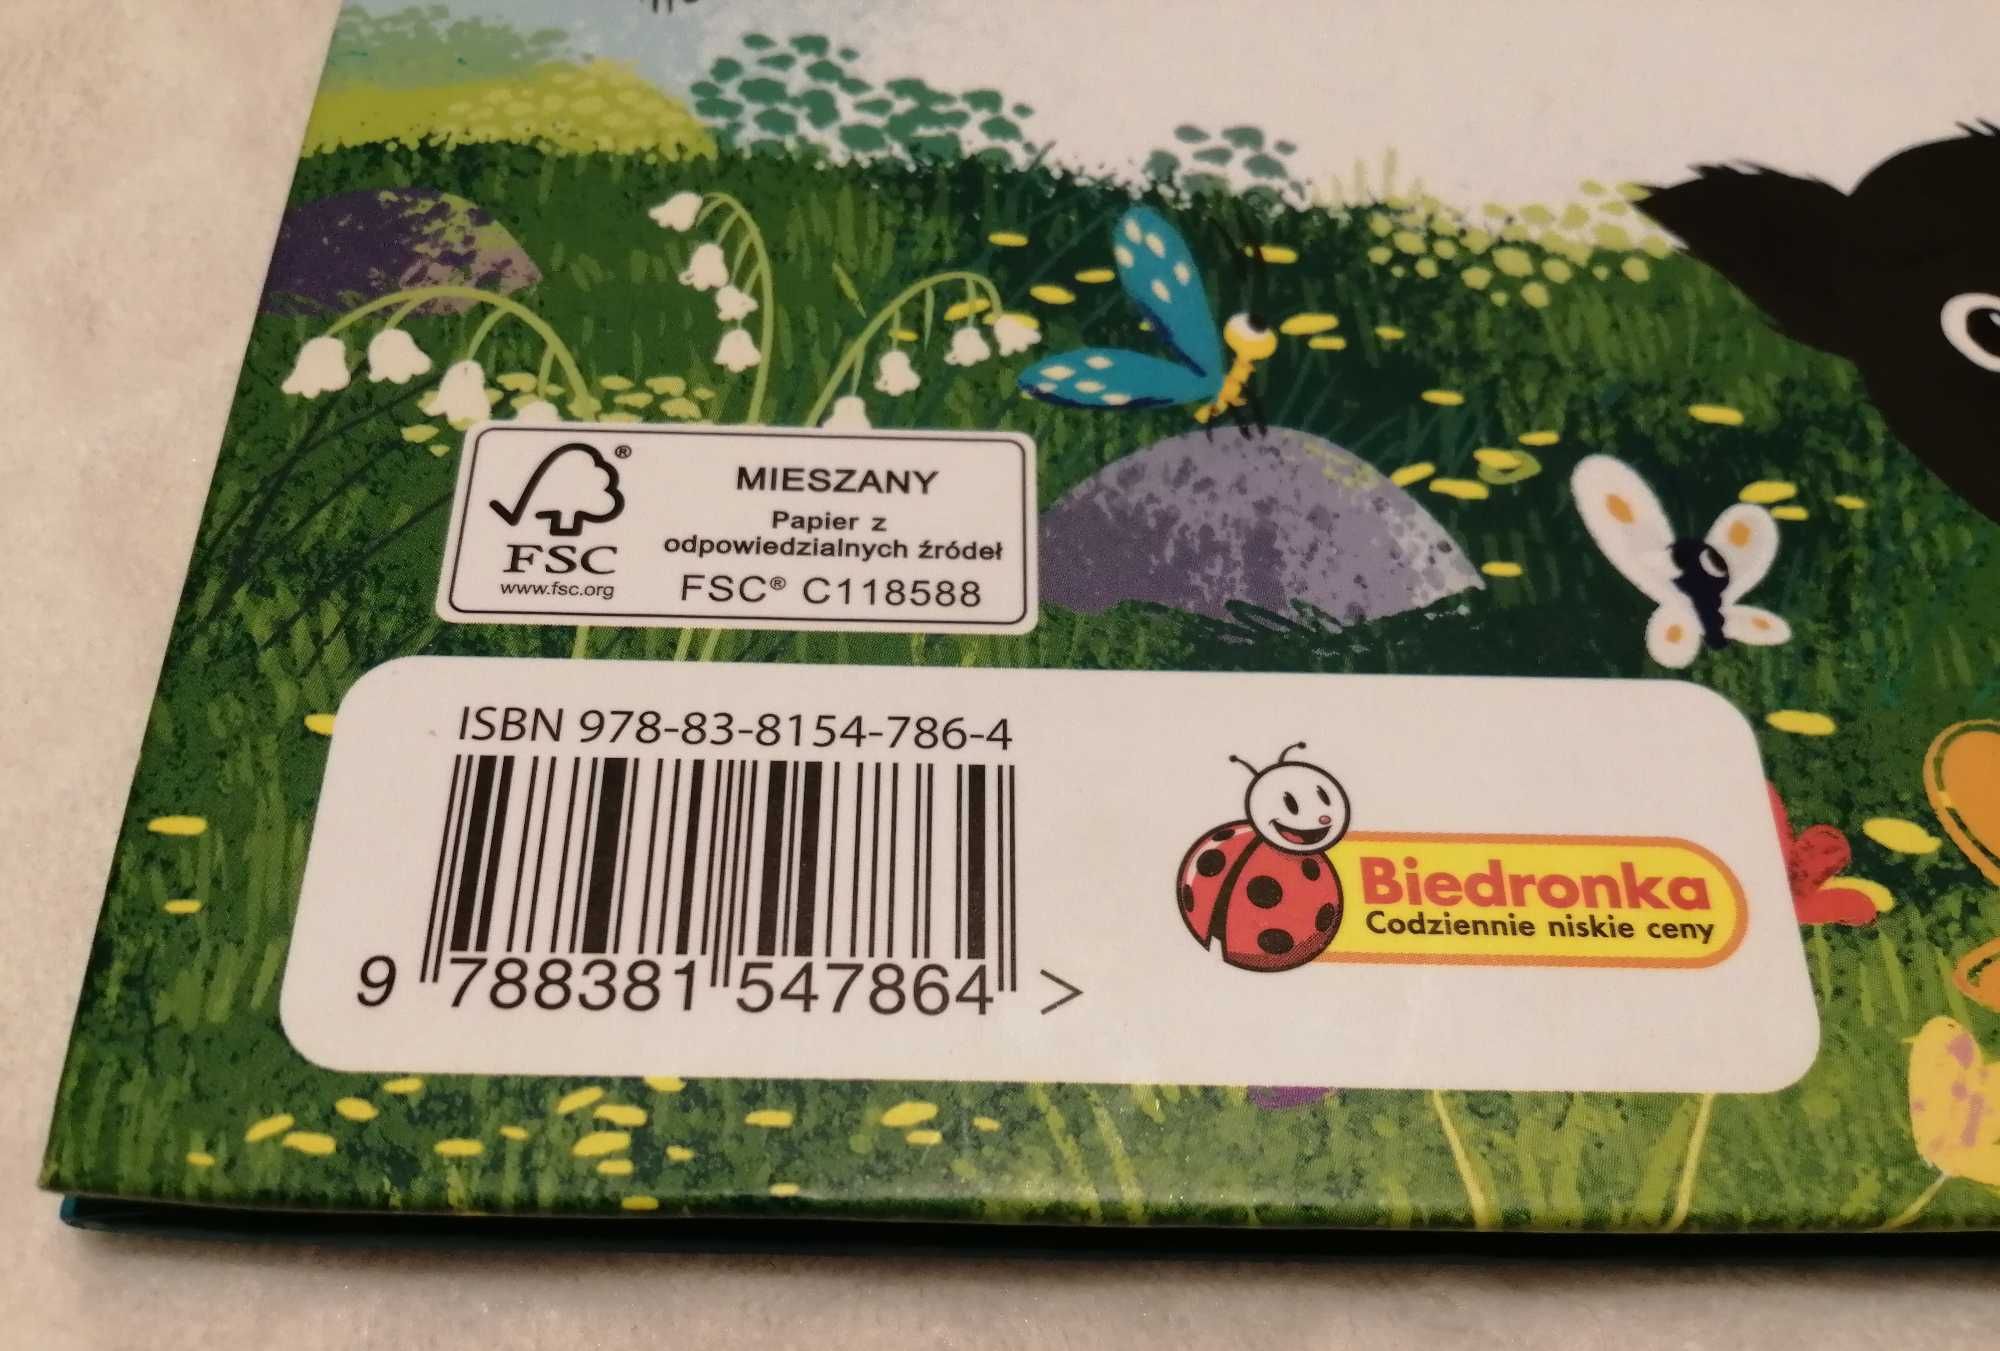 FSC®
www.fsc.org
MIESZANY
Papier z
odpowiedzialnych źródeł
FSC® C118588
ISBN 978-83-8154-786-4
9 788381 547864 >
Biedronka
Codziennie niskie ceny